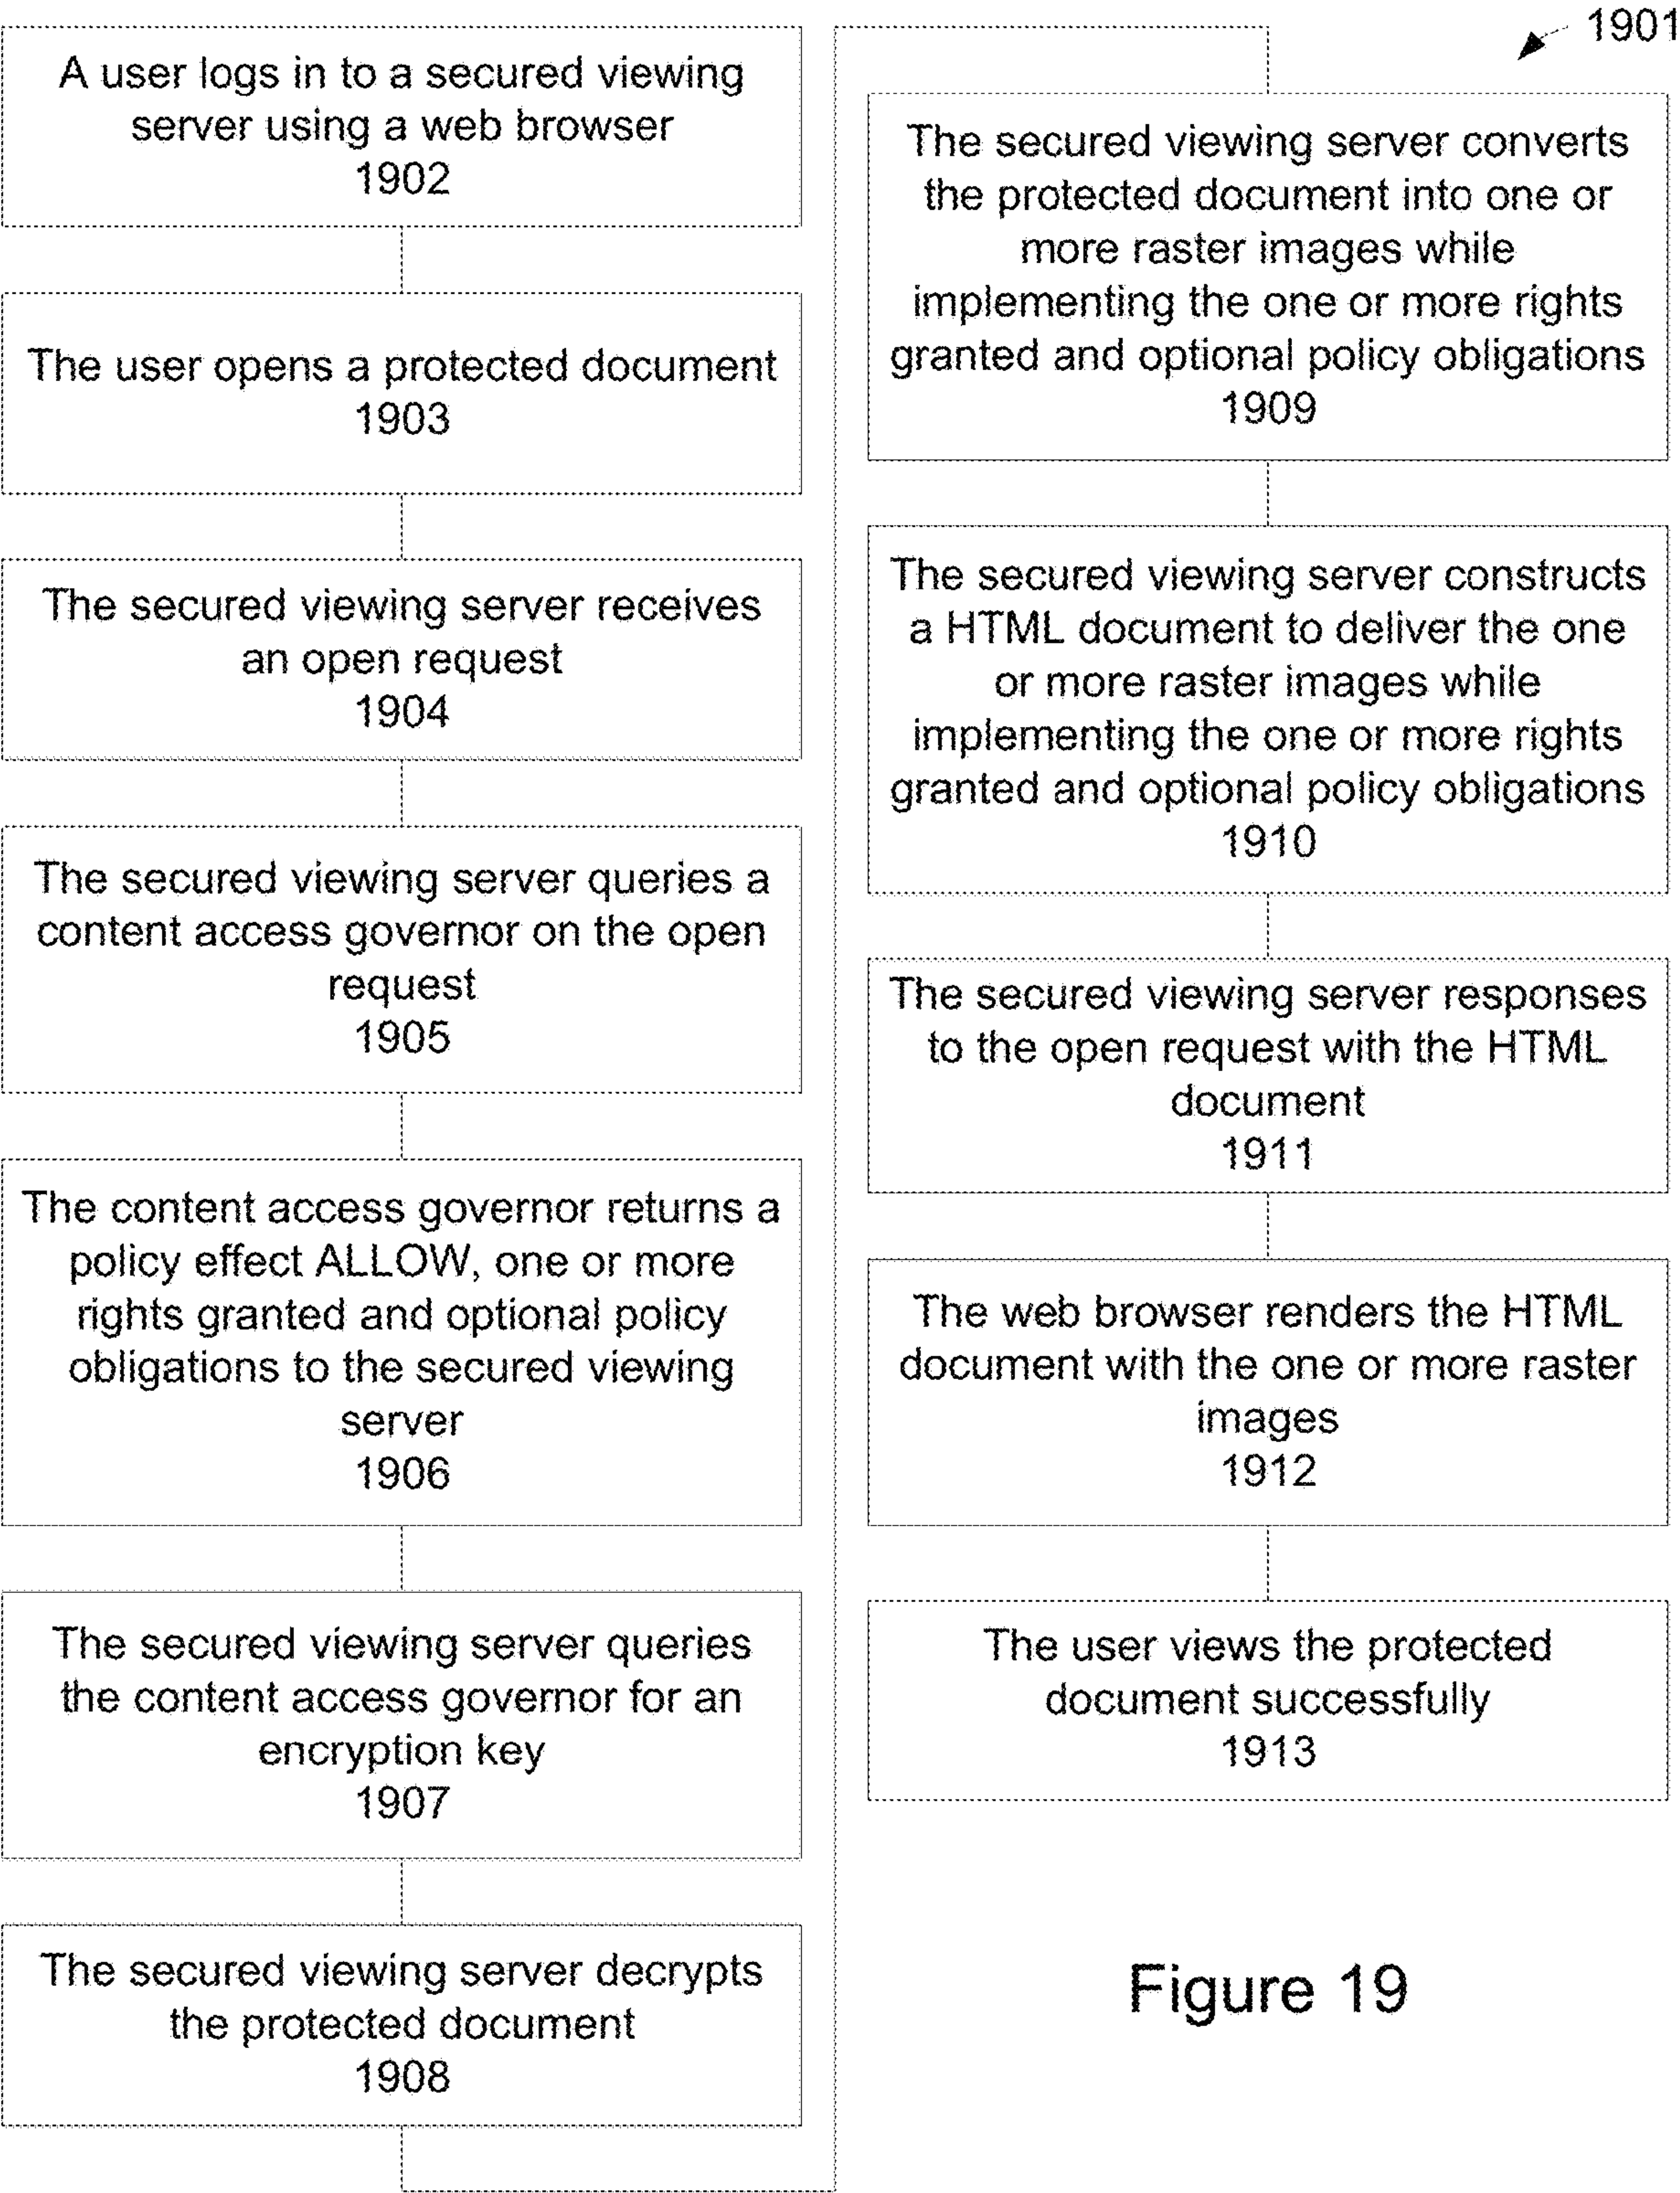 A user logs in to a secured viewing
server using a web browser
1902
The user opens a protected document
1903
The secured viewing server receives
an open request
1904
The secured viewing server queries a
content access governor on the open
request
1905
The content access governor returns a
policy effect ALLOW, one or more
rights granted and optional policy
obligations to the secured viewing
server
1906
The secured viewing server queries
the content access governor for an
encryption key
1907
The secured viewing server decrypts
the protected document
1908
1901
The secured viewing server converts
the protected document into one or
more raster images while
implementing the one or more rights
granted and optional policy obligations
1909
The secured viewing server constructs
a HTML document to deliver the one
or more raster images while
implementing the one or more rights
granted and optional policy obligations
1910
The secured viewing server responses
to the open request with the HTML
document
1911
The web browser renders the HTML
document with the one or more raster
images
1912
The user views the protected
document successfully
1913
Figure 19